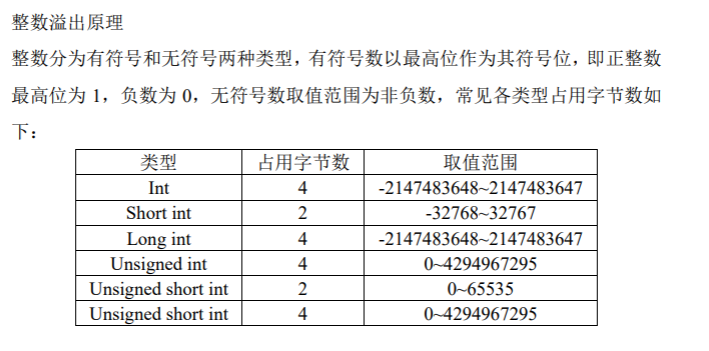 整数溢出原理
整数分为有符号和无符号两种类型，有符号数以最高位作为其符号位，即正整数
最高位为 1，负数为 0，无符号数取值范围为非负数，常见各类型占用字节数如
下：
类型 占用字节数 取值范围
Int 4 -2147483648~2147483647
Short int 2 -32768~32767
Long int 4 -2147483648~2147483647
Unsigned int 4 0~4294967295
Unsigned short int 2 0~65535
Unsigned short int 4 0~4294967295